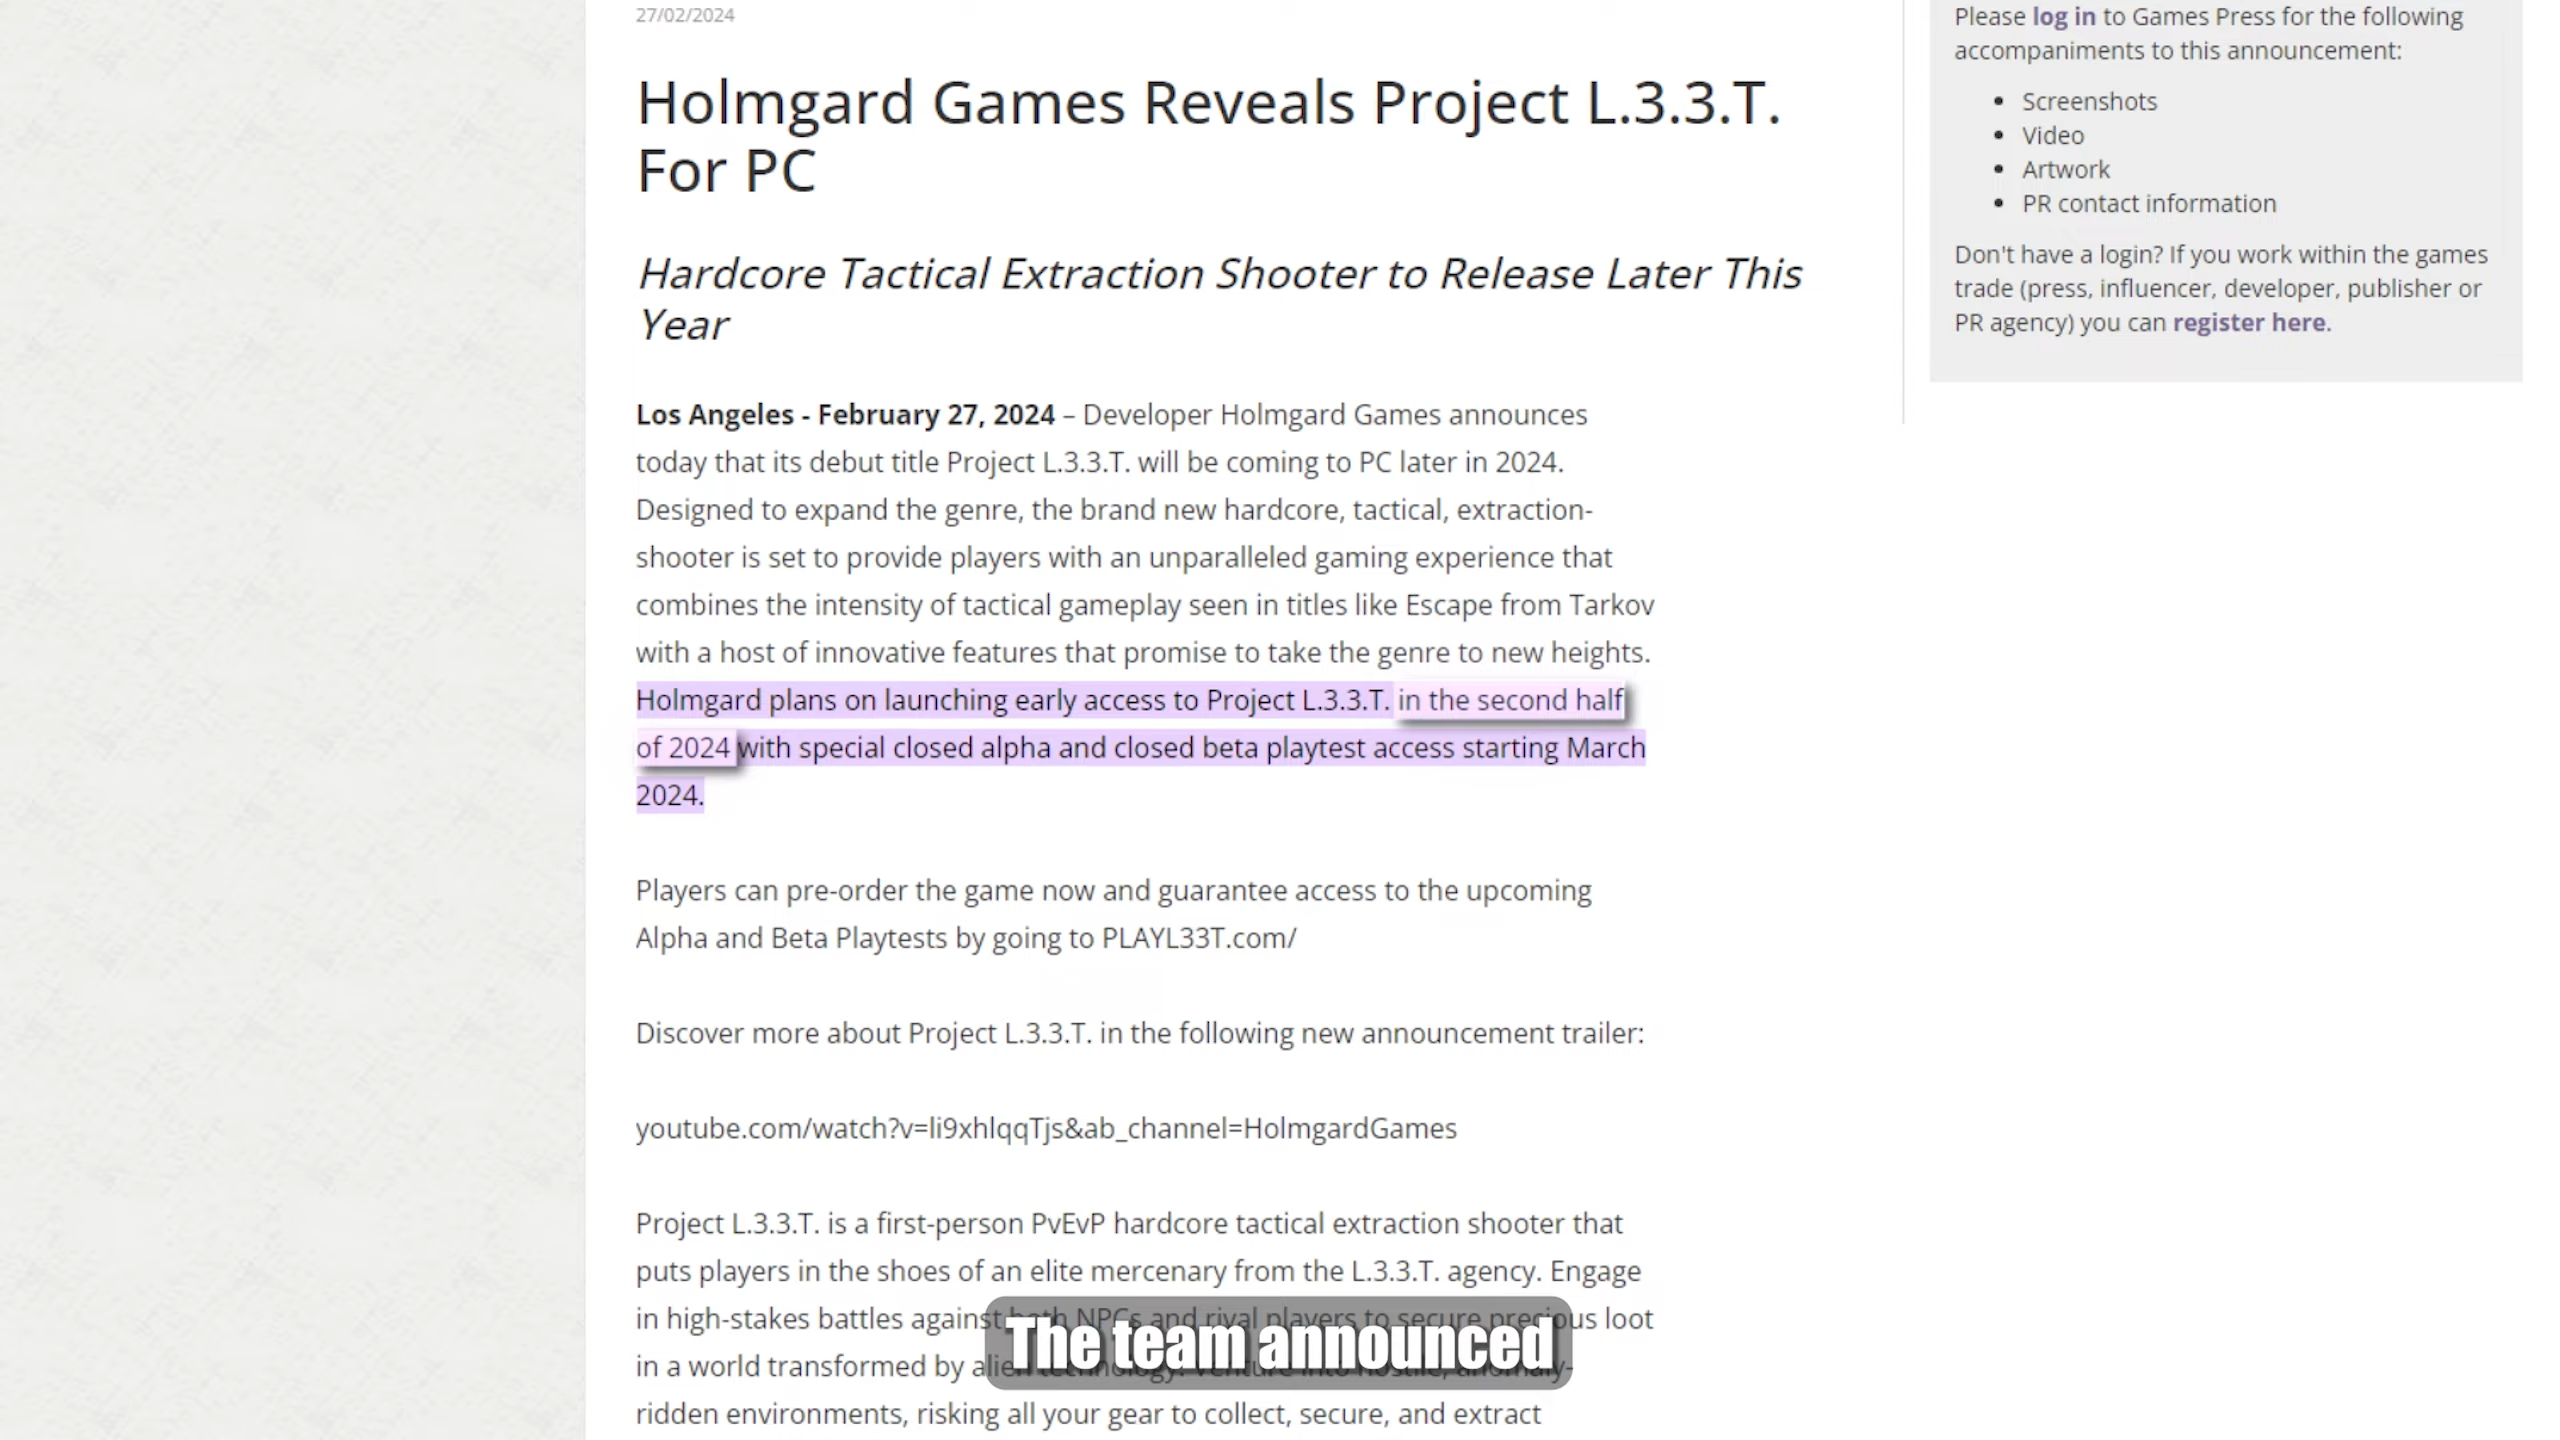 27/02/2024
Holmgard Games Reveals Project L.3.3.T.
For PC
Hardcore Tactical Extraction Shooter to Release Later This
Year
Los Angeles - February 27, 2024 – Developer Holmgard Games announces
today that its debut title Project L.3.3.T. will be coming to PC later in 2024.
Designed to expand the genre, the brand new hardcore, tactical, extraction-
shooter is set to provide players with an unparalleled gaming experience that
combines the intensity of tactical gameplay seen in titles like Escape from Tarkov
with a host of innovative features that promise to take the genre to new heights.
Holmgard plans on launching early access to Project L.3.3.T. in the second half
of 2024 with special closed alpha and closed beta playtest access starting March
2024.
Players can pre-order the game now and guarantee access to the upcoming
Alpha and Beta Playtests by going to PLAYL33T.com/
Discover more about Project L.3.3.T. in the following new announcement trailer:
youtube.com/watch?v=li9xhlqqTjs&ab_channel=HolmgardGames
Project L.3.3.T. is a first-person PvEvP hardcore tactical extraction shooter that
puts players in the shoes of an elite mercenary from the L.3.3.T. agency. Engage
in high-stakes battles against both NPCs and rival players to secure precious loot
in a world transformed by alien
ridden environments, risking all your gear to collect, secure, and extract
The team announced
Please log in to Games Press for the following
accompaniments to this announcement:
• Screenshots
• Video
• Artwork
• PR contact information
Don't have a login? If you work within the games
trade (press, influencer, developer, publisher or
PR agency) you can register here.